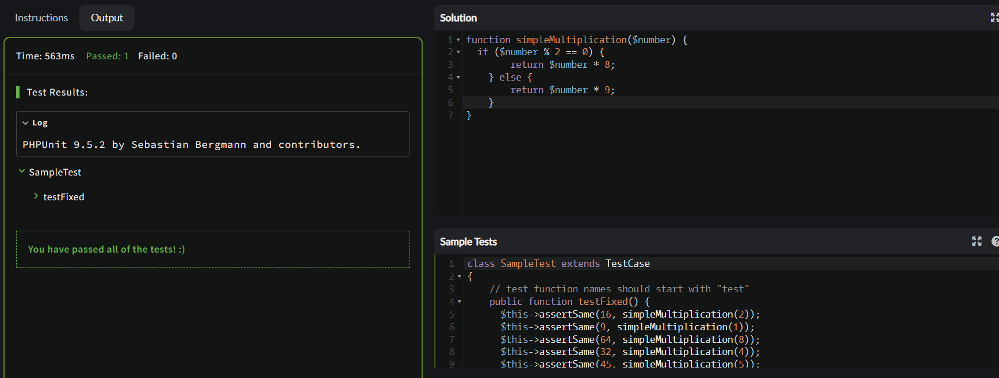 Instructions
Output
Time: 563ms Passed: 1 Failed: 0
Test Results:
Log
PHPUnit 9.5.2 by Sebastian Bergmann and contributors.
SampleTest
testFixed
You have passed all of the tests! :)
Solution
1 function simpleMultiplication($number) {
2   if ($number % 2 == 0) {
3         return $number * 8;
4     } else {
5         return $number * 9;
6     }
7 }
Sample Tests
?
1 class SampleTest extends TestCase
2 {
3     // test function names should start with "test"
4     public function testFixed() {
5       $this->assertSame(16, simpleMultiplication(2));
6       $this->assertSame(9, simpleMultiplication(1));
7       $this->assertSame(64, simpleMultiplication(8));
8       $this->assertSame(32, simpleMultiplication(4));
9       $this->assertSame(45, simpleMultiplication(5));